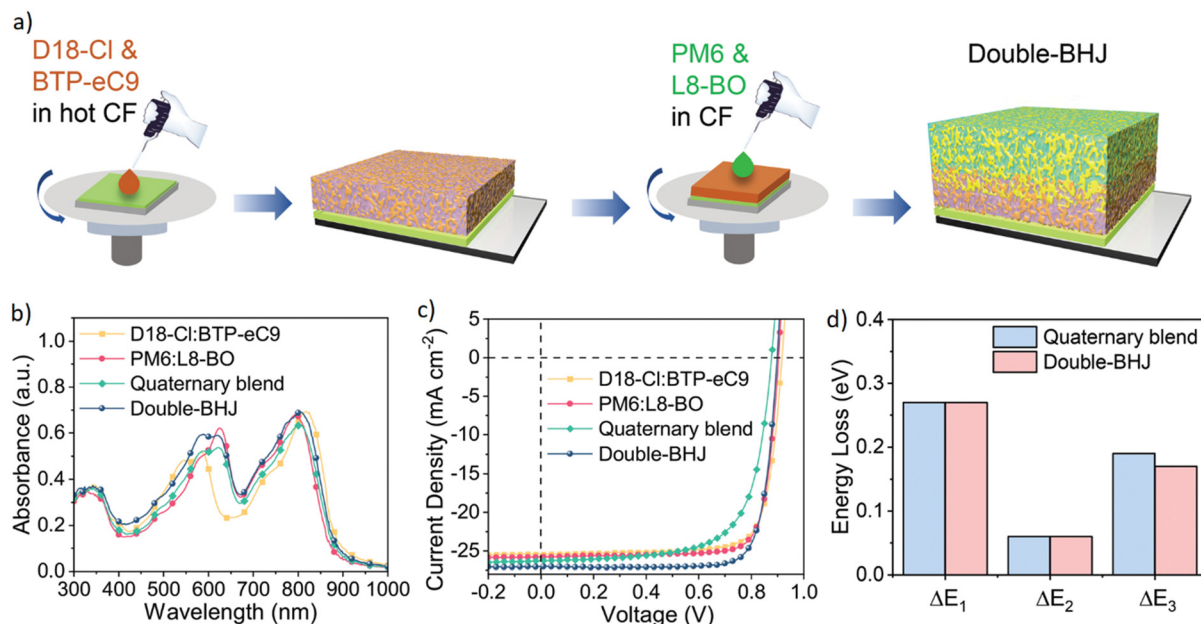 a)
D18-Cl &
BTP-eC9
in hot CF
PM6 &
L8-BO
in CF
Double-BHJ
b)
D18-Cl:BTP-eC9
PM6:L8-BO
Quaternary blend
Double-BHJ
Absorbance (a.u.)
1.0
0.8
0.6
0.4
0.2
0.0
300 400 500 600 700 800 900 1000
Wavelength (nm)
c)
Current Density (mA cm-2)
5
0
-5
-10
-15
-20
-25
D18-Cl:BTP-eC9
PM6:L8-BO
Quaternary blend
Double-BHJ
-0.2 0.0 0.2 0.4 0.6 0.8 1.0
Voltage (V)
d)
Energy Loss (eV)
0.4
0.3
0.2
0.1
0.0
Quaternary blend
Double-BHJ
ΔE1 ΔE2 ΔE3